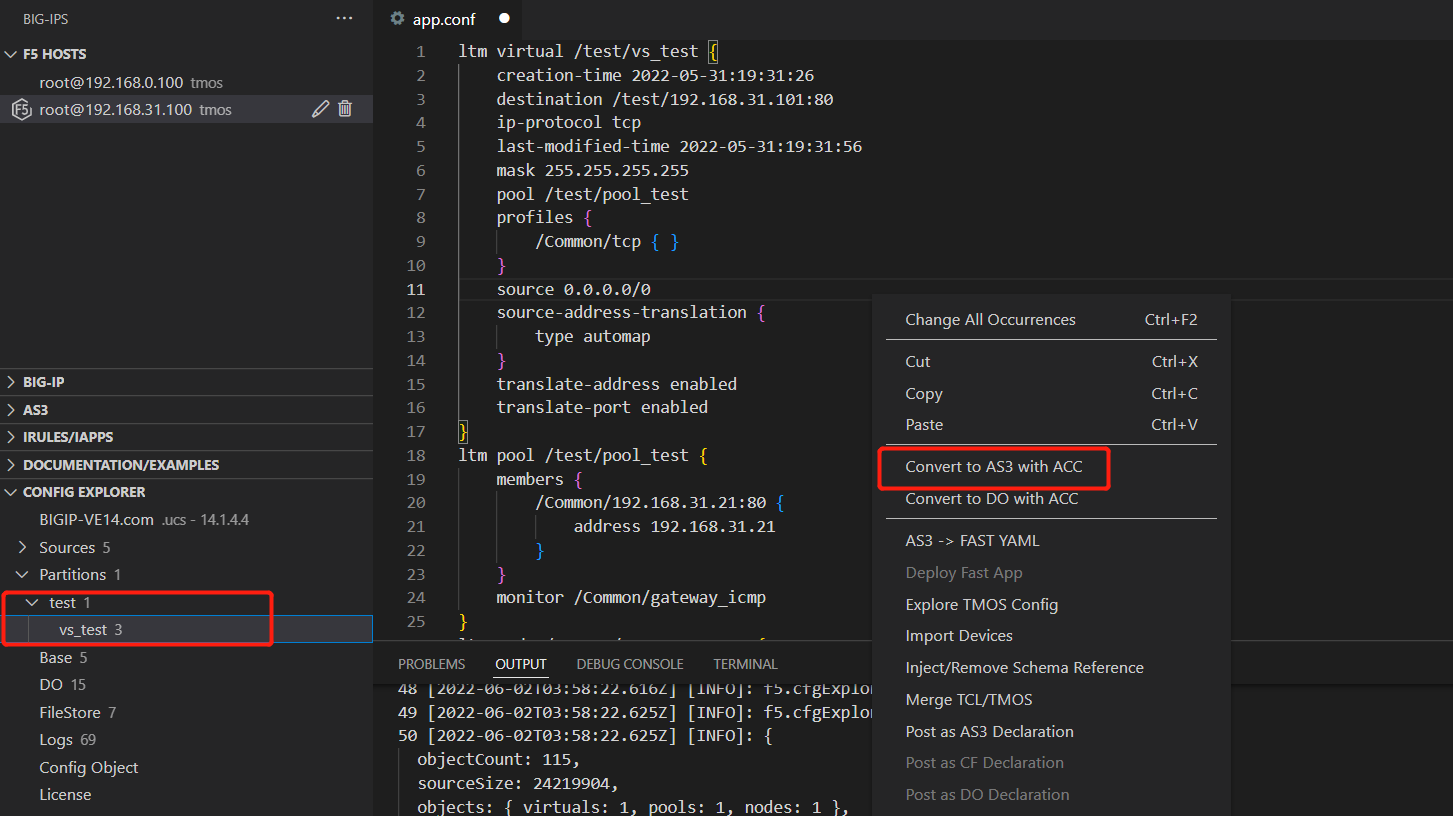 BIG-IPS
F5 HOSTS
root@192.168.0.100 tmos
F5 root@192.168.31.100 tmos
BIG-IP
AS3
IRULES/IAPPS
DOCUMENTATION/EXAMPLES
CONFIG EXPLORER
BIGIP-VE14.com .ucs - 14.1.4.4
Sources 5
Partitions 1
test 1
vs_test 3
Base 5
DO 15
FileStore 7
Logs 69
Config Object
License
app.conf
1 ltm virtual /test/vs_test {
2 creation-time 2022-05-31:19:31:26
3 destination /test/192.168.31.101:80
4 ip-protocol tcp
5 last-modified-time 2022-05-31:19:31:56
6 mask 255.255.255.255
7 pool /test/pool_test
8 profiles {
9 /Common/tcp { }
10 }
11 source 0.0.0.0/0
12 source-address-translation {
13 type automap
14 }
15 translate-address enabled
16 translate-port enabled
17 }
18 ltm pool /test/pool_test {
19 members {
20 /Common/192.168.31.21:80 {
21 address 192.168.31.21
22 }
23 }
24 monitor /Common/gateway_icmp
25 }
PROBLEMS OUTPUT DEBUG CONSOLE TERMINAL
48 [2022-06-02T03:58:22.616Z] [INFO]: f5.cfgExplor
49 [2022-06-02T03:58:22.625Z] [INFO]: f5.cfgExplor
50 [2022-06-02T03:58:22.625Z] [INFO]: {
objectCount: 115,
sourceSize: 24219904,
objects: { virtuals: 1, pools: 1, nodes: 1 },
Change All Occurrences Ctrl+F2
Cut Ctrl+X
Copy Ctrl+C
Paste Ctrl+V
Convert to AS3 with ACC
Convert to DO with ACC
AS3 -> FAST YAML
Deploy Fast App
Explore TMOS Config
Import Devices
Inject/Remove Schema Reference
Merge TCL/TMOS
Post as AS3 Declaration
Post as CF Declaration
Post as DO Declaration